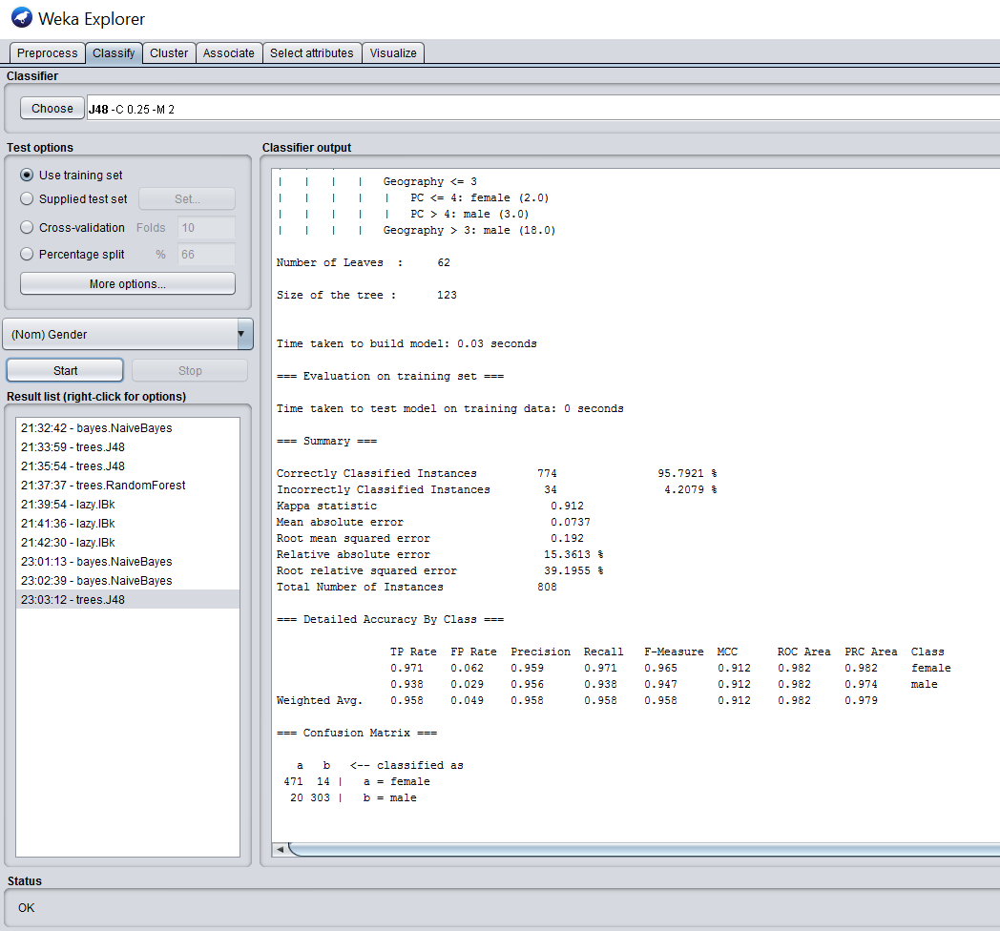 Weka Explorer
Preprocess Classify Cluster Associate Select attributes Visualize
Classifier
Choose J48 -C 0.25 -M 2
Test options
Use training set
Supplied test set Set...
Cross-validation Folds 10
Percentage split % 66
More options...
(Nom) Gender
Start Stop
Result list (right-click for options)
21:32:42 - bayes.NaiveBayes
21:33:59 - trees.J48
21:35:54 - trees.J48
21:37:37 - trees.RandomForest
21:39:54 - lazy.IBk
21:41:36 - lazy.IBk
21:42:30 - lazy.IBk
23:01:13 - bayes.NaiveBayes
23:02:39 - bayes.NaiveBayes
23:03:12 - trees.J48
Classifier output
| | | | Geography <= 3
| | | | | PC <= 4: female (2.0)
| | | | | PC > 4: male (3.0)
| | | | Geography > 3: male (18.0)
Number of Leaves : 62
Size of the tree : 123
Time taken to build model: 0.03 seconds
=== Evaluation on training set ===
Time taken to test model on training data: 0 seconds
=== Summary ===
Correctly Classified Instances 774 95.7921 %
Incorrectly Classified Instances 34 4.2079 %
Kappa statistic 0.912
Mean absolute error 0.0737
Root mean squared error 0.192
Relative absolute error 15.3613 %
Root relative squared error 39.1955 %
Total Number of Instances 808
=== Detailed Accuracy By Class ===
TP Rate FP Rate Precision Recall F-Measure MCC ROC Area PRC Area Class
0.971 0.062 0.959 0.971 0.965 0.912 0.982 0.982 female
0.938 0.029 0.956 0.938 0.947 0.912 0.982 0.974 male
Weighted Avg. 0.958 0.049 0.958 0.958 0.958 0.912 0.982 0.979
=== Confusion Matrix ===
a b <-- classified as
471 14 | a = female
20 303 | b = male
Status
OK